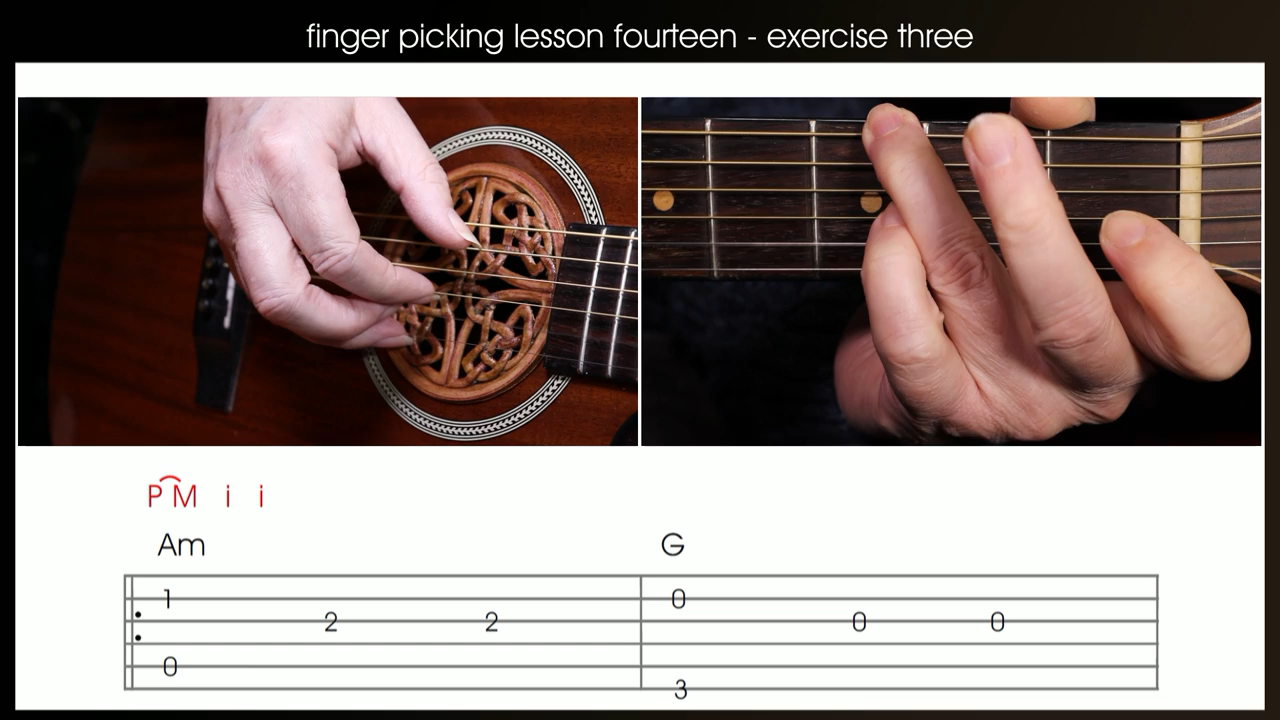 finger picking lesson fourteen - exercise three
P M i i
Am G
1 0
2 2 0 0
0
3